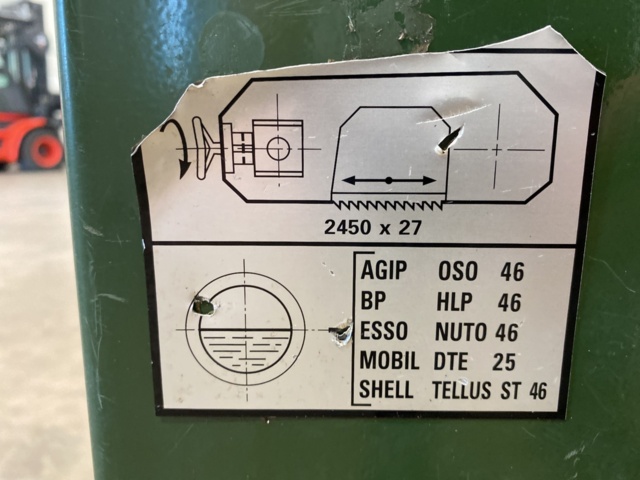 2450 x 27
AGIP OSO 46
BP HLP 46
ESSO NUTO 46
MOBIL DTE 25
SHELL TELLUS ST 46